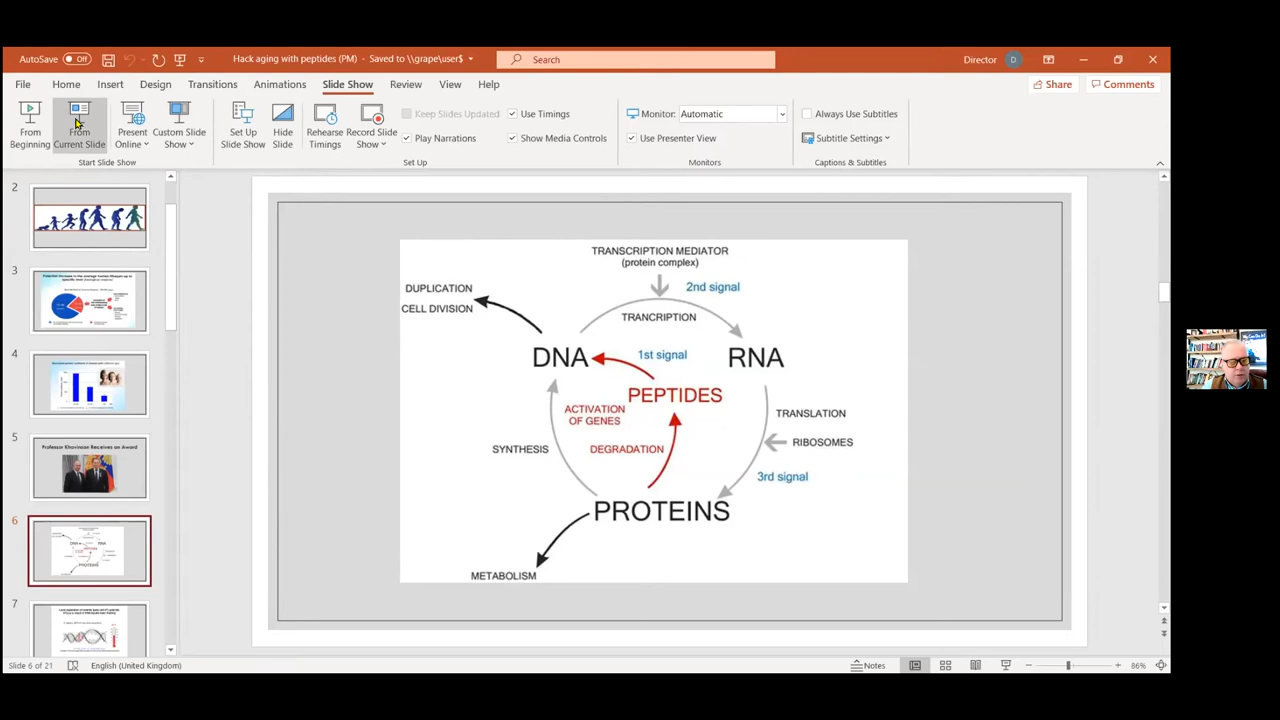 AutoSave Off
Hack aging with peptides (PM) - Saved to \\grape\user$
Search
Director D
File Home Insert Design Transitions Animations Slide Show Review View Help
Share Comments
From Beginning
From Current Slide
Present Online
Custom Slide Show
Set Up Slide Show
Hide Slide
Rehearse Timings
Record Slide Show
Keep Slides Updated
Play Narrations
Use Timings
Show Media Controls
Monitor: Automatic
Use Presenter View
Always Use Subtitles
Subtitle Settings
Start Slide Show
Set Up
Monitors
Captions & Subtitles
2
3
4
5
Professor Khavinson Receives an Award
6
7
TRANSCRIPTION MEDIATOR
(protein complex)
2nd signal
DUPLICATION
CELL DIVISION
TRANCRIPTION
DNA
1st signal
RNA
PEPTIDES
ACTIVATION
OF GENES
TRANSLATION
RIBOSOMES
SYNTHESIS
DEGRADATION
3rd signal
PROTEINS
METABOLISM
Slide 6 of 21
English (United Kingdom)
Notes
86%